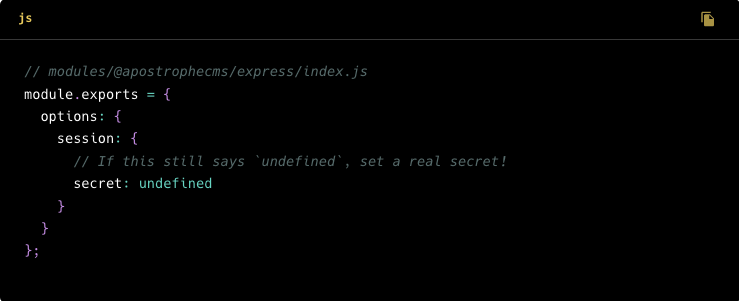 js
// modules/@apostrophecms/express/index.js
module.exports = {
  options: {
    session: {
      // If this still says `undefined`, set a real secret!
      secret: undefined
    }
  }
};